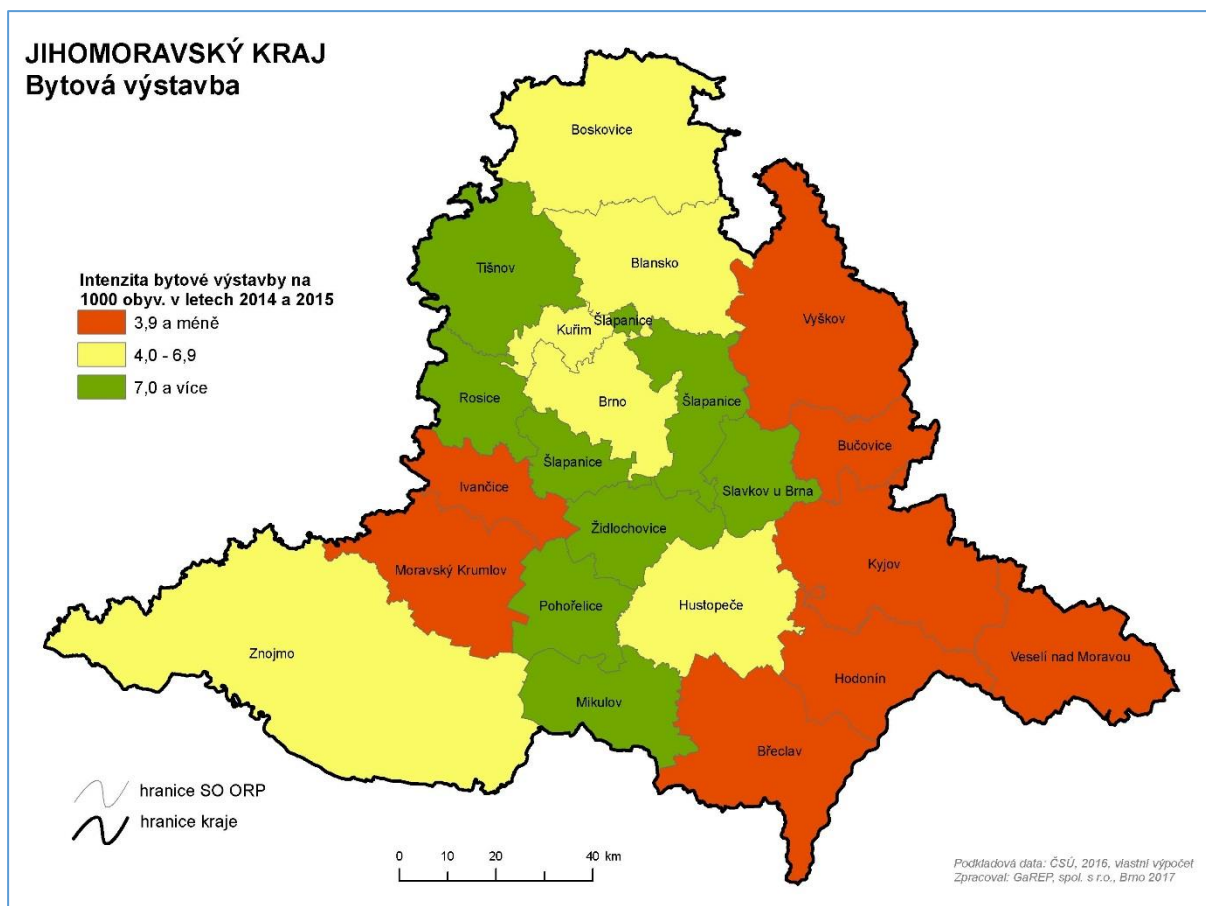 JIHOMORAVSKÝ KRAJ
Bytová výstavba
Boskovice
Tišnov
Blansko
Intenzita bytové výstavby na
1000 obyv. v letech 2014 a 2015
3,9 a méně
4,0 - 6,9
7,0 a více
Kuřim
Šlapanice
Vyškov
Rosice
Brno
Šlapanice
Bučovice
Šlapanice
Ivančice
Slavkov u Brna
Židlochovice
Moravský Krumlov
Kyjov
Pohořelice
Hustopeče
Znojmo
Veselí nad Moravou
Hodonín
Mikulov
Břeclav
hranice SO ORP
hranice kraje
0 10 20 40 km
Podkladová data: ČSÚ, 2016, vlastní výpočet
Zpracoval: GaREP, spol. s r.o., Brno 2017